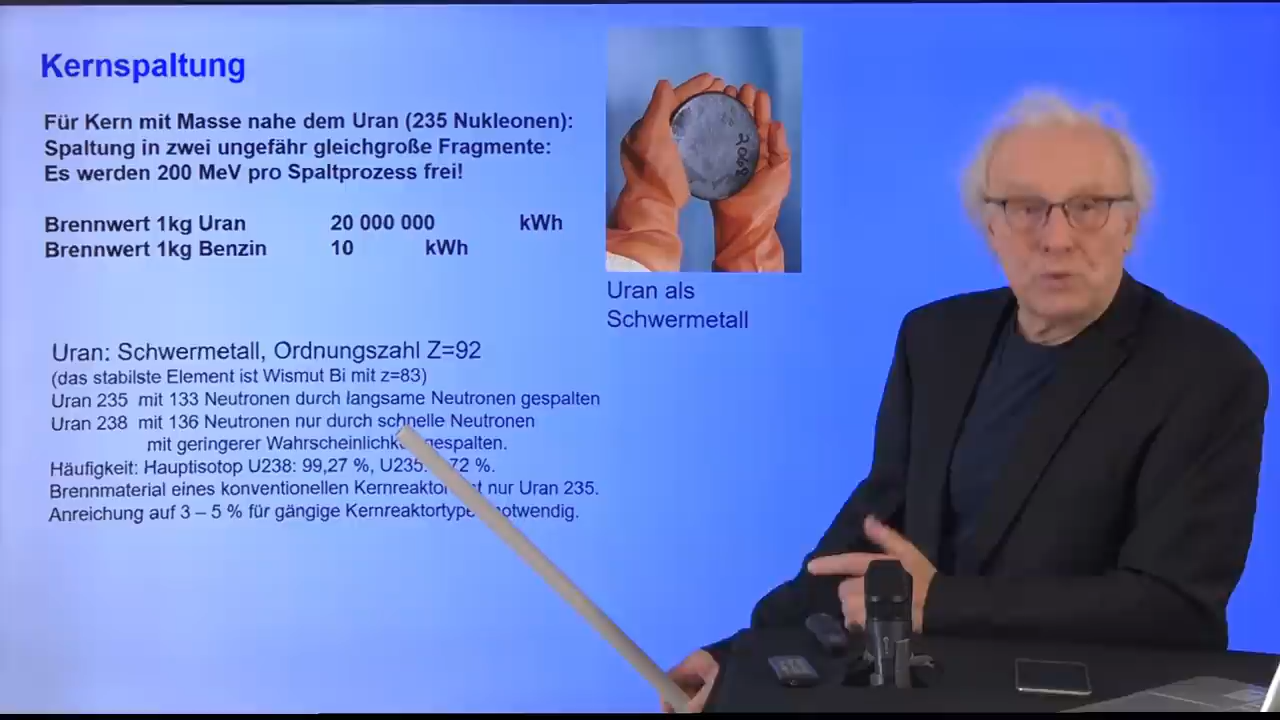 Kernspaltung
Für Kern mit Masse nahe dem Uran (235 Nukleonen):
Spaltung in zwei ungefähr gleichgroße Fragmente:
Es werden 200 MeV pro Spaltprozess frei!
Brennwert 1kg Uran 20 000 000 kWh
Brennwert 1kg Benzin 10 kWh
2068
Uran als
Schwermetall
Uran: Schwermetall, Ordnungszahl Z=92
(das stabilste Element ist Wismut Bi mit z=83)
Uran 235 mit 133 Neutronen durch langsame Neutronen gespalten
Uran 238 mit 136 Neutronen nur durch schnelle Neutronen
mit geringerer gespalten.
Häufigkeit: Hauptisotop U238: 99,27 %, U235: 72 %.
Brennmaterial eines konventionellen nur Uran 235.
Anreichung auf 3 – 5 % für gängige notwendig.